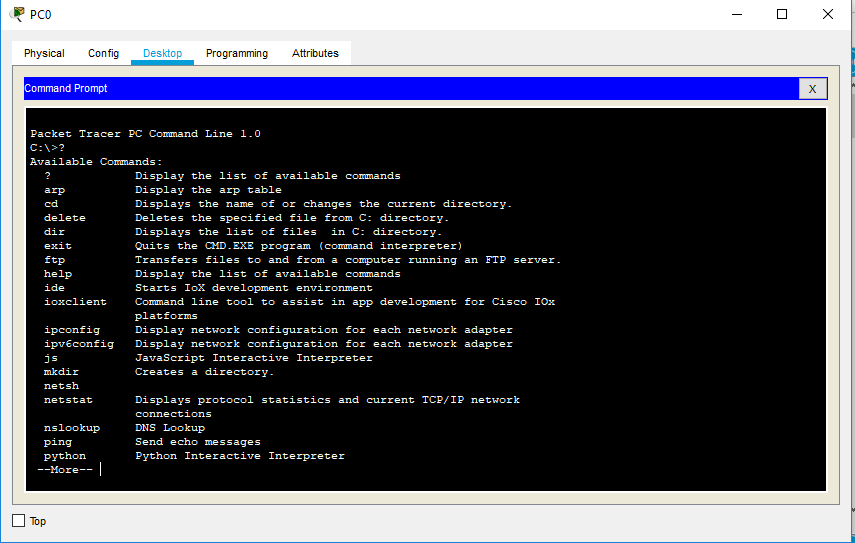 PC0
Physical Config Desktop Programming Attributes
Command Prompt X
Packet Tracer PC Command Line 1.0
C:\>?
Available Commands:
? Display the list of available commands
arp Display the arp table
cd Displays the name of or changes the current directory.
delete Deletes the specified file from C: directory.
dir Displays the list of files in C: directory.
exit Quits the CMD.EXE program (command interpreter)
ftp Transfers files to and from a computer running an FTP server.
help Display the list of available commands
ide Starts IoX development environment
ioxclient Command line tool to assist in app development for Cisco IOx
platforms
ipconfig Display network configuration for each network adapter
ipv6config Display network configuration for each network adapter
js JavaScript Interactive Interpreter
mkdir Creates a directory.
netsh
netstat Displays protocol statistics and current TCP/IP network
connections
nslookup DNS Lookup
ping Send echo messages
python Python Interactive Interpreter
--More--
Top